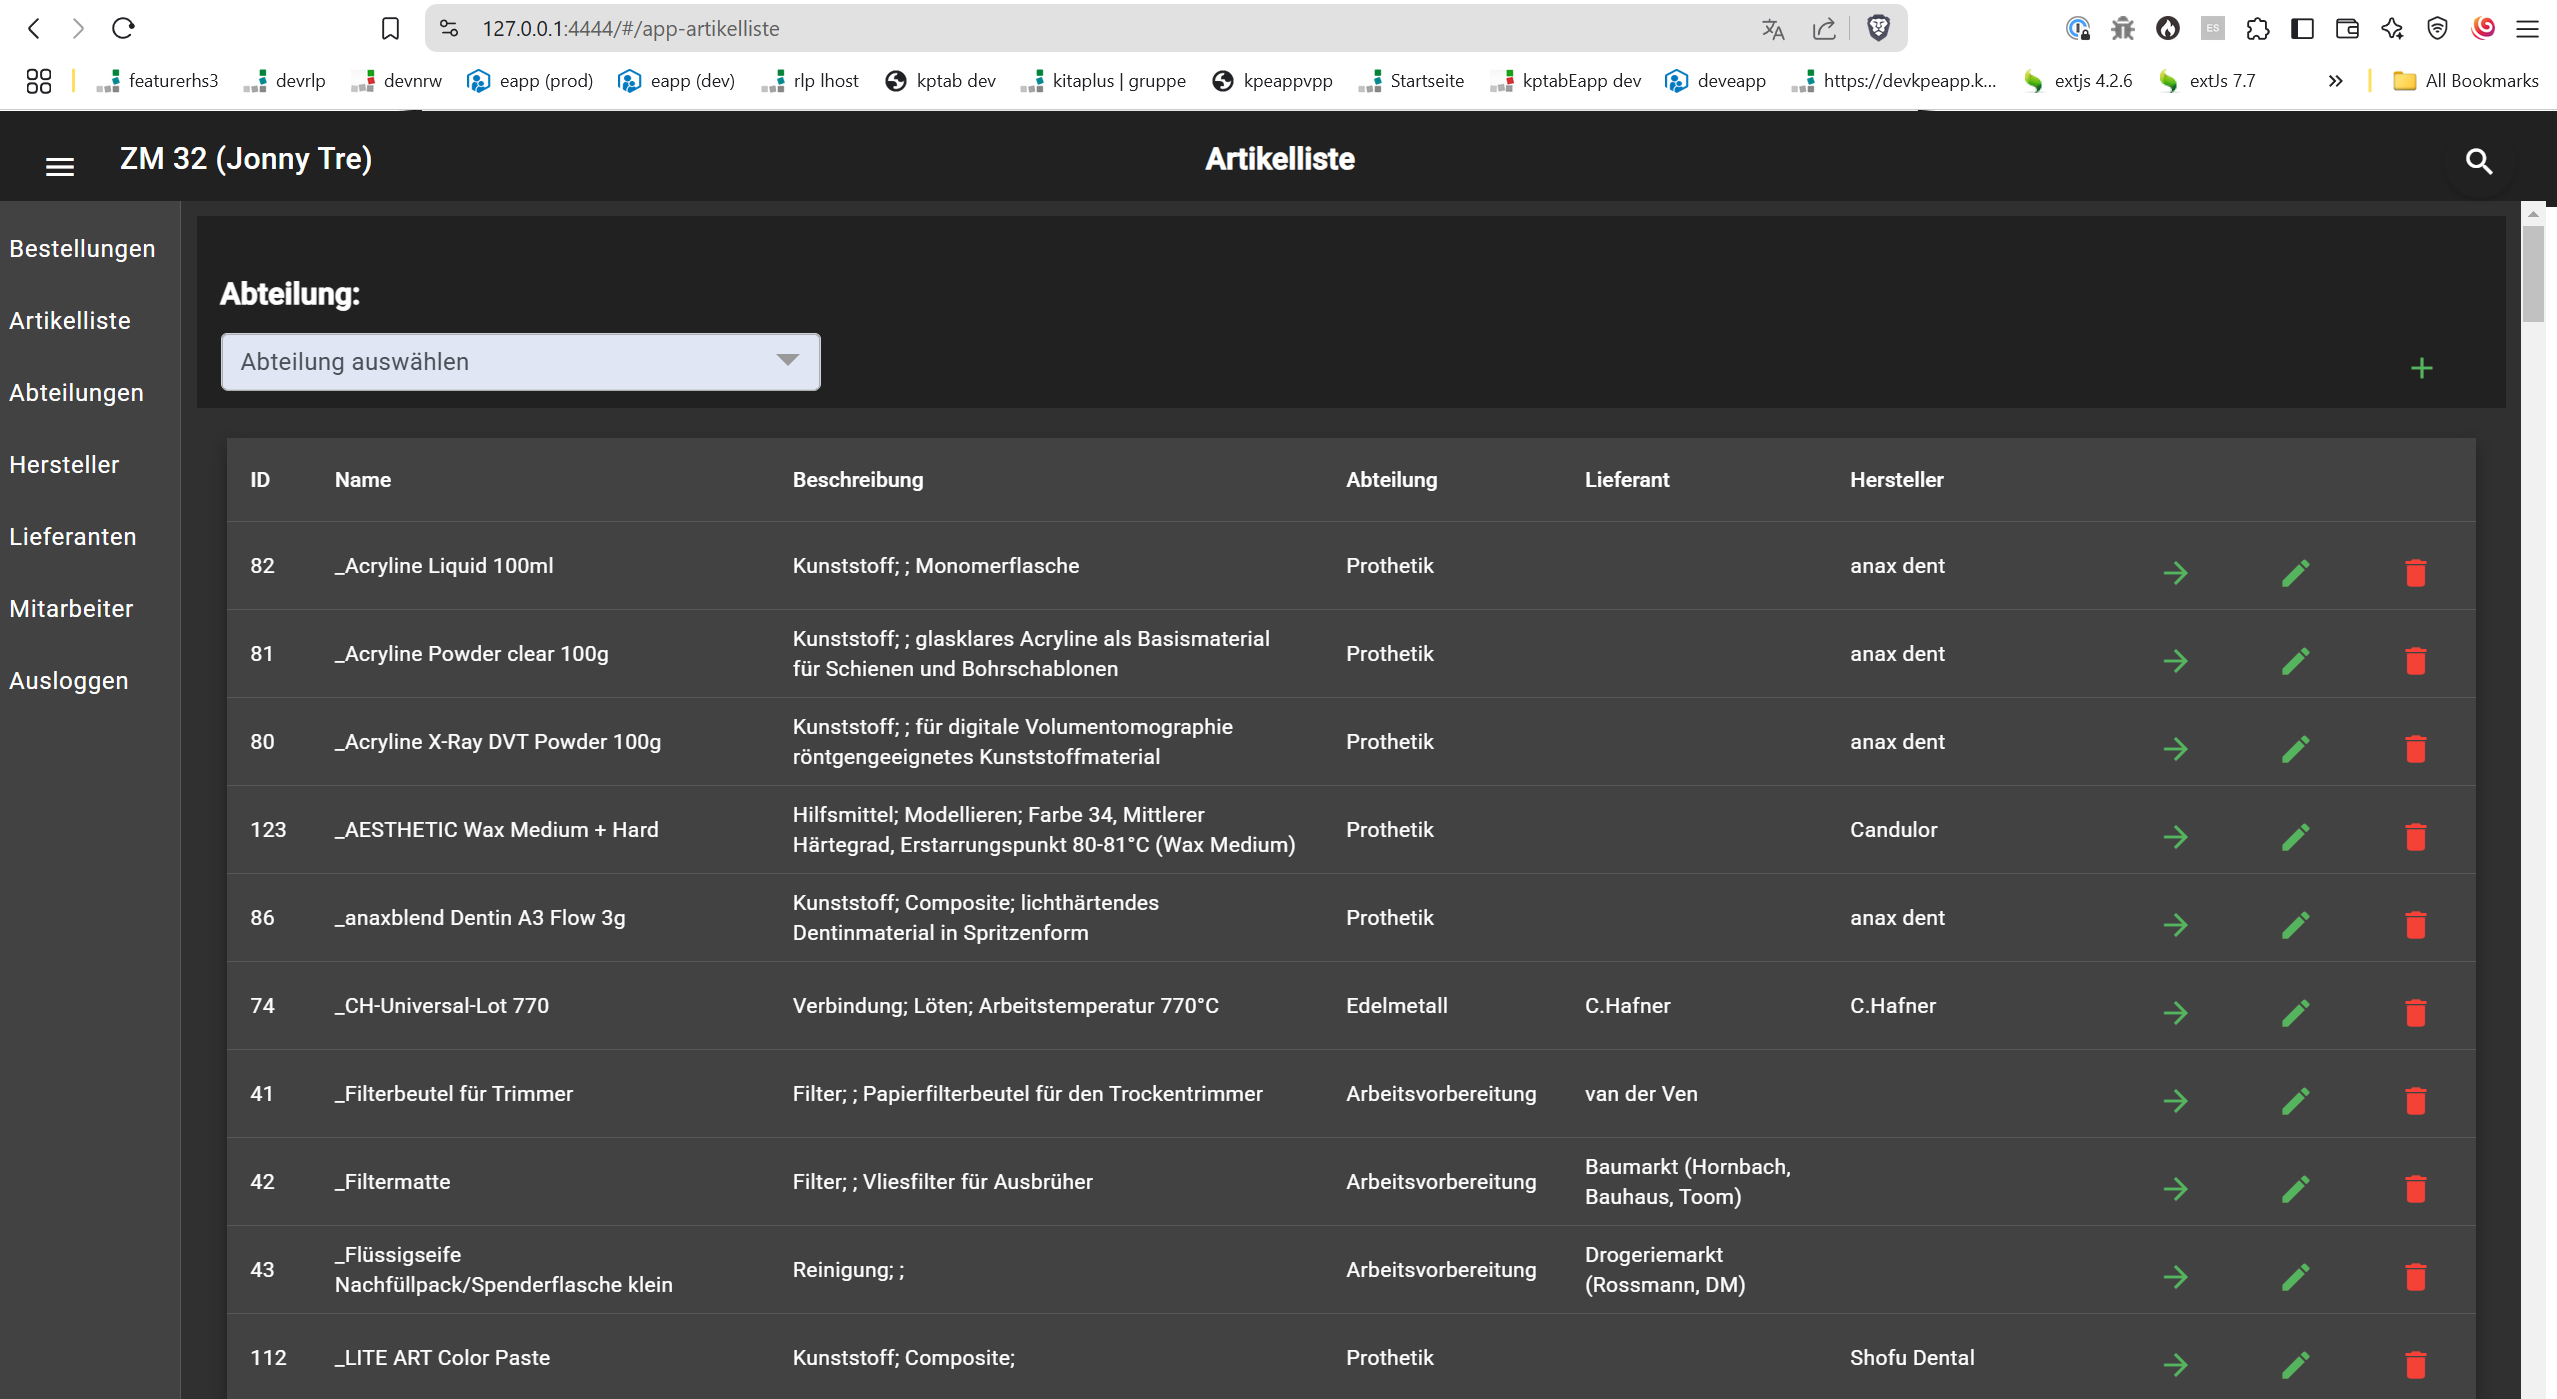 127.0.0.1:4444/#/app-artikelliste
ES
featurerhs3 devrlp devnrw eapp (prod) eapp (dev) rlp lhost kptab dev kitaplus | gruppe kpeappvpp Startseite kptabEapp dev deveapp https://devkpeapp.k... extjs 4.2.6 extJs 7.7 » All Bookmarks
ZM 32 (Jonny Tre) Artikelliste
Bestellungen
Artikelliste
Abteilungen
Hersteller
Lieferanten
Mitarbeiter
Ausloggen
Abteilung:
Abteilung auswählen
+
ID Name Beschreibung Abteilung Lieferant Hersteller
82 _Acryline Liquid 100ml Kunststoff; ; Monomerflasche Prothetik anax dent
81 _Acryline Powder clear 100g Kunststoff; ; glasklares Acryline als Basismaterial
für Schienen und Bohrschablonen Prothetik anax dent
80 _Acryline X-Ray DVT Powder 100g Kunststoff; ; für digitale Volumentomographie
röntgengeeignetes Kunststoffmaterial Prothetik anax dent
123 _AESTHETIC Wax Medium + Hard Hilfsmittel; Modellieren; Farbe 34, Mittlerer
Härtegrad, Erstarrungspunkt 80-81°C (Wax Medium) Prothetik Candulor
86 _anaxblend Dentin A3 Flow 3g Kunststoff; Composite; lichthärtendes
Dentinmaterial in Spritzenform Prothetik anax dent
74 _CH-Universal-Lot 770 Verbindung; Löten; Arbeitstemperatur 770°C Edelmetall C.Hafner C.Hafner
41 _Filterbeutel für Trimmer Filter; ; Papierfilterbeutel für den Trockentrimmer Arbeitsvorbereitung van der Ven
42 _Filtermatte Filter; ; Vliesfilter für Ausbrüher Arbeitsvorbereitung Baumarkt (Hornbach,
Bauhaus, Toom)
43 _Flüssigseife
Nachfüllpack/Spenderflasche klein Reinigung; ; Arbeitsvorbereitung Drogeriemarkt
(Rossmann, DM)
112 _LITE ART Color Paste Kunststoff; Composite; Prothetik Shofu Dental